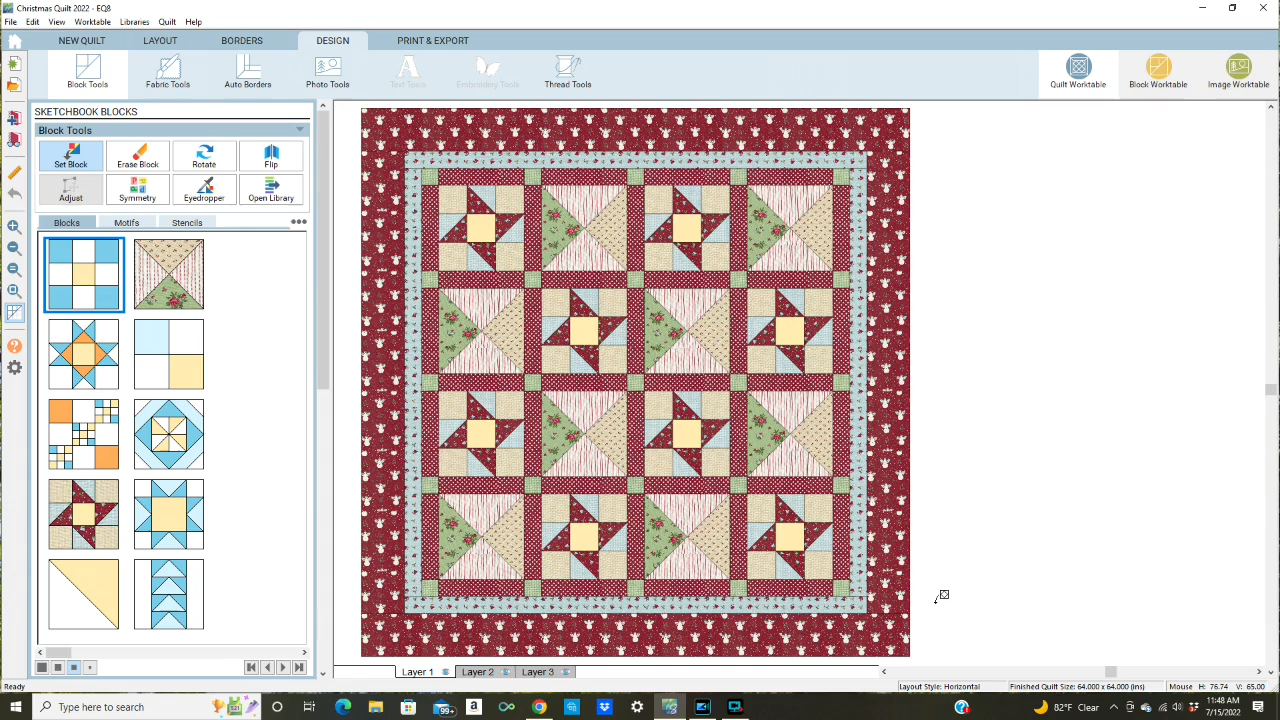 Christmas Quilt 2022 - EQ8
File Edit View Worktable Libraries Quilt Help
NEW QUILT LAYOUT BORDERS DESIGN PRINT & EXPORT
Block Tools Fabric Tools Auto Borders Photo Tools Text Tools Embroidery Tools Thread Tools Quilt Worktable Block Worktable Image Worktable
SKETCHBOOK BLOCKS
Block Tools
Set Block Erase Block Rotate Flip
Adjust Symmetry Eyedropper Open Library
Blocks Motifs Stencils
Layer 1 Layer 2 Layer 3
Ready Layout Style: Horizontal Finished Quilt Size: 64.000 x 64.000 (ins) Mouse H: 76.74 V: 65.00
Type here to search 99+ 82°F Clear 11:48 AM
7/15/2022